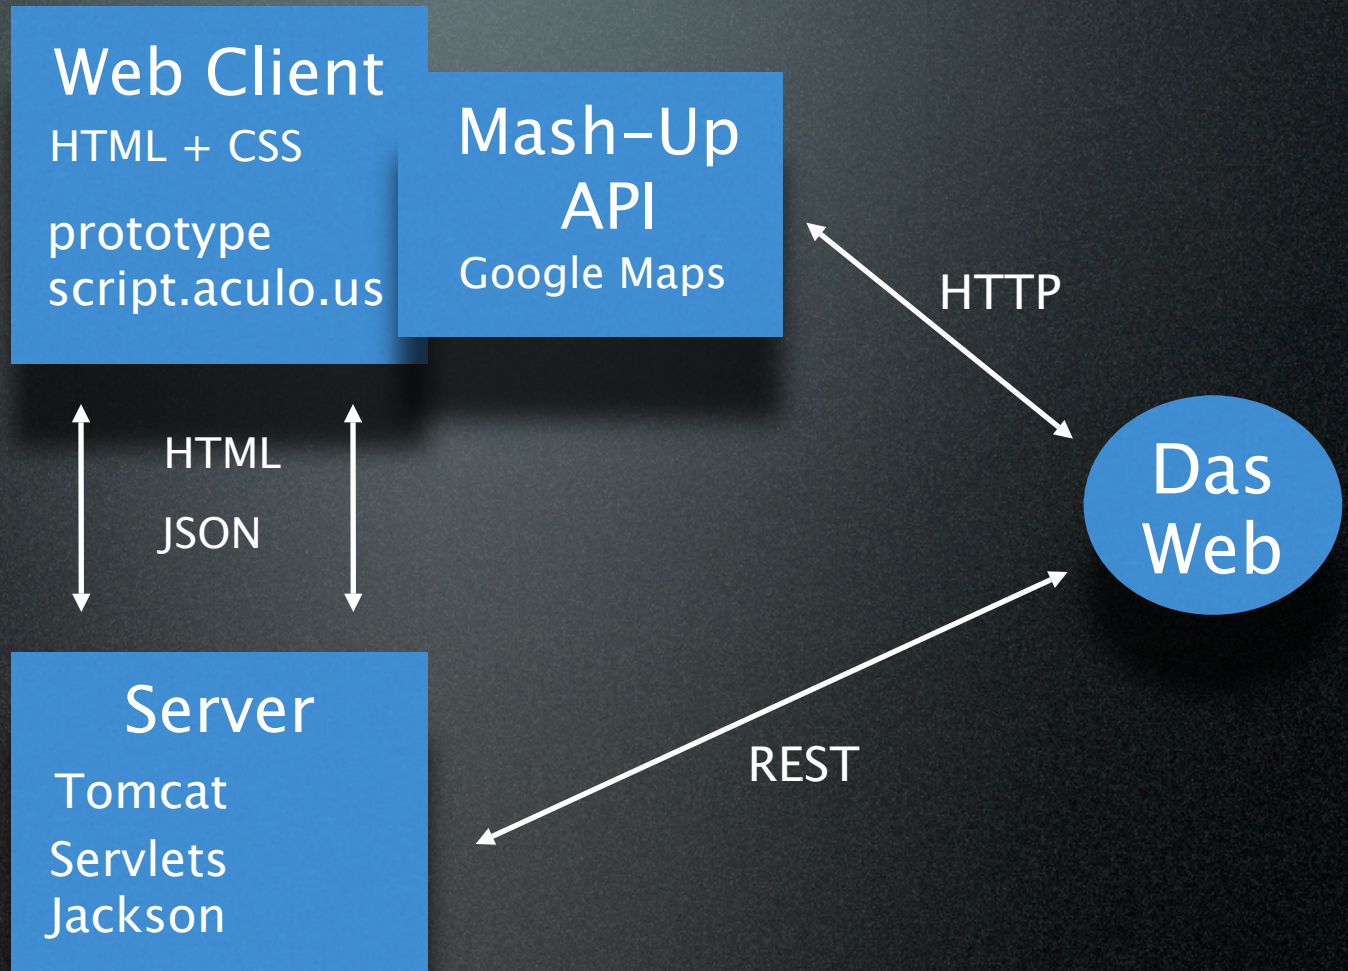 Web Client
HTML + CSS
prototype
script.aculo.us
Mash-Up
API
Google Maps
HTTP
HTML
JSON
Das
Web
Server
Tomcat
Servlets
Jackson
REST